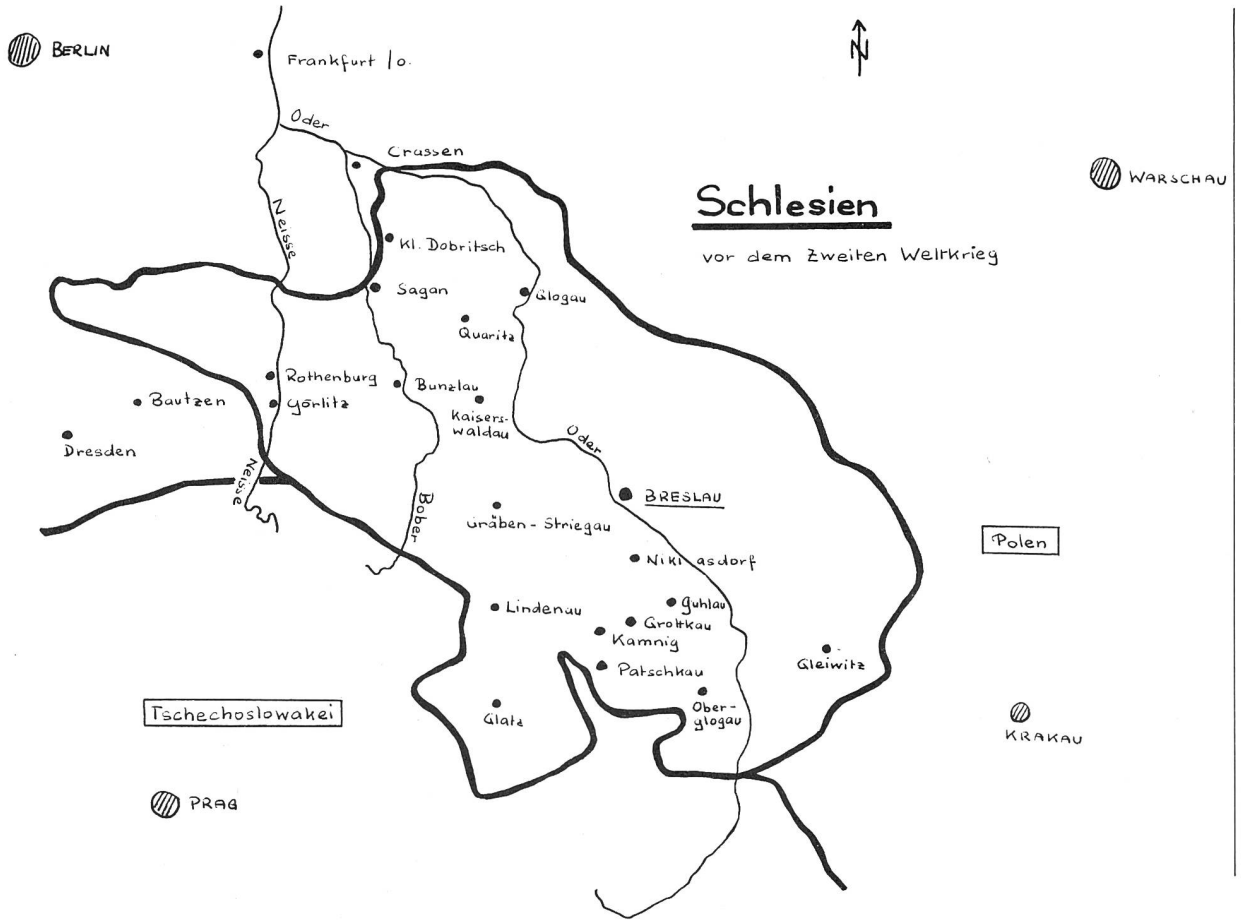 BERLIN
Frankfurt /o.
N
Oder
Crossen
WARSCHAU
Schlesien
vor dem Zweiten Weltkrieg
Neisse
Kl. Dobritsch
Sagan
Glogau
Quaritz
Rothenburg
Görlitz
Bautzen
Bunzlau
Kaisers-
waldau
Dresden
Oder
Neisse
Bober
BRESLAU
Gräben - Striegau
Polen
Niklasdorf
Lindenau
Guhlau
Grottkau
Kamnig
Patschkau
Gleiwitz
Glatz
Ober-
glogau
Tschechoslowakei
KRAKAU
PRAG